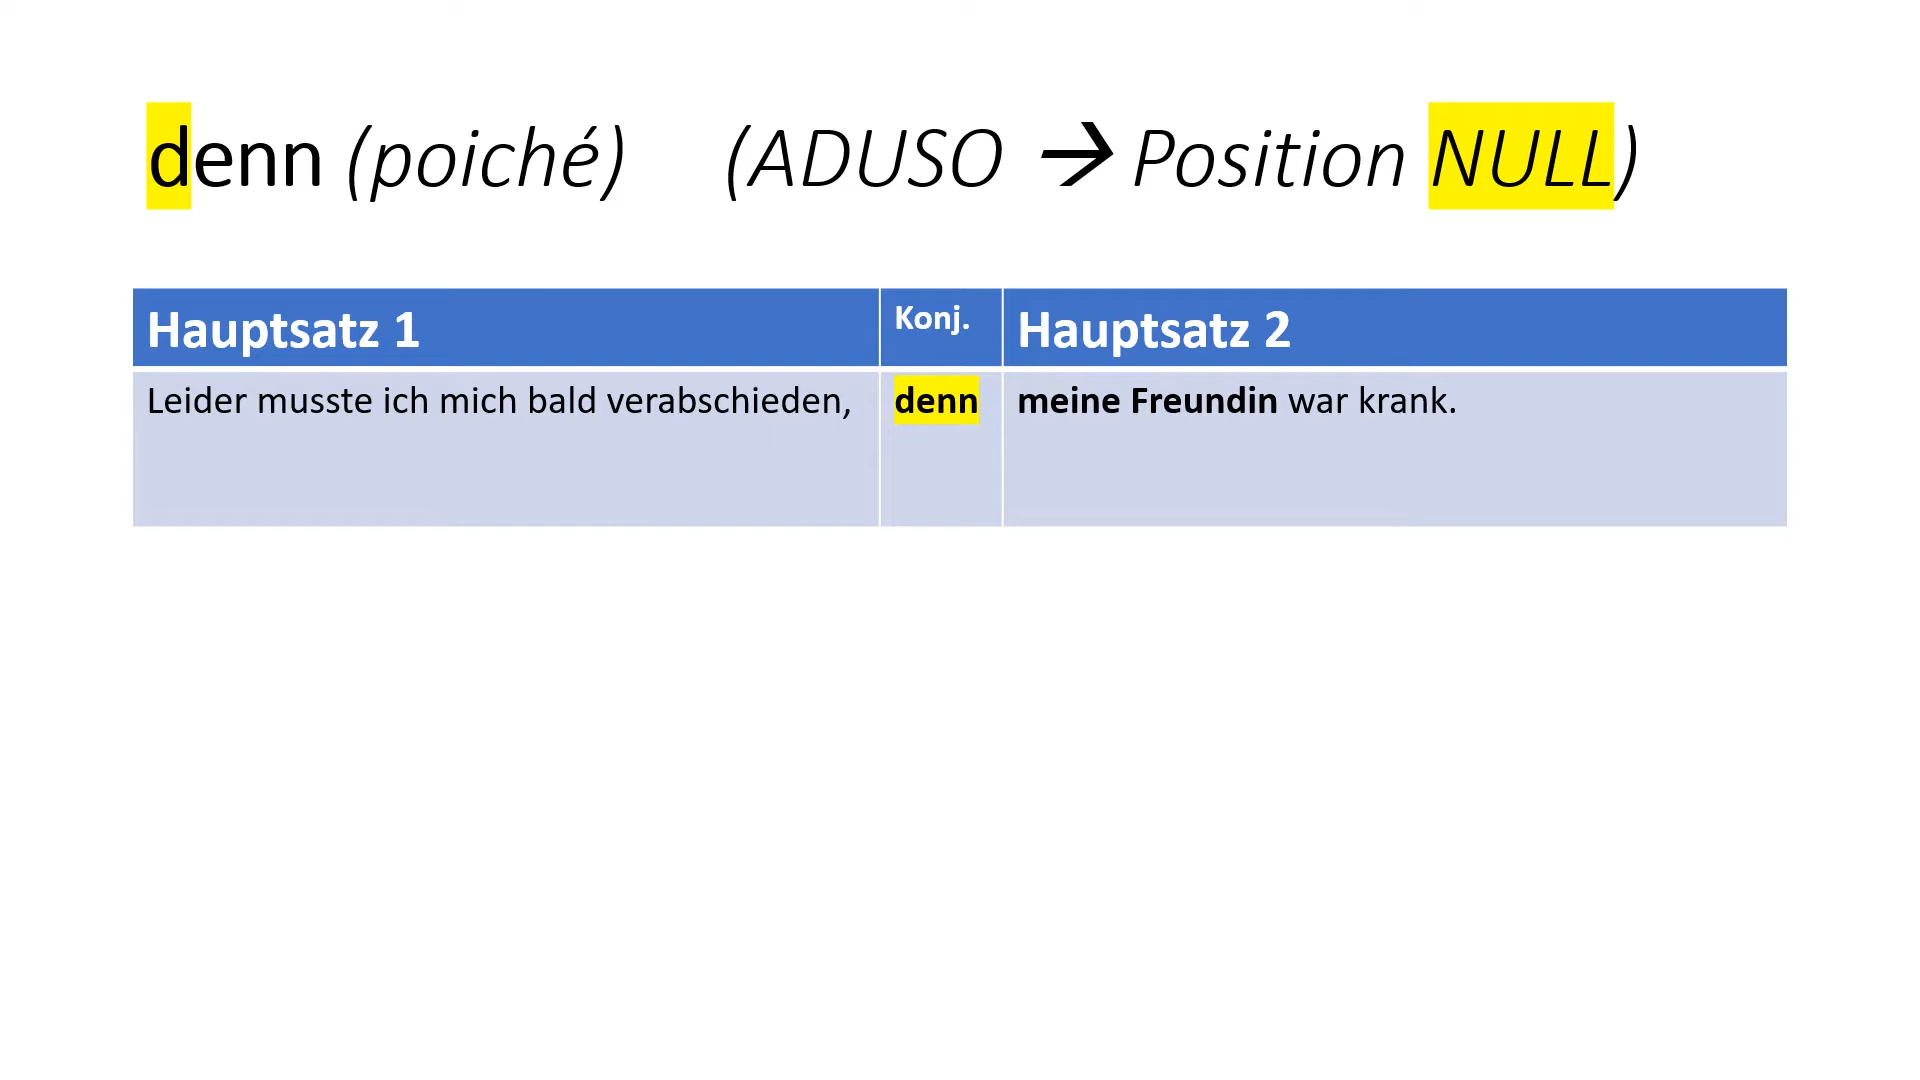 denn (poiché) (ADUSO → Position NULL)
Hauptsatz 1 Konj. Hauptsatz 2
Leider musste ich mich bald verabschieden, denn meine Freundin war krank.